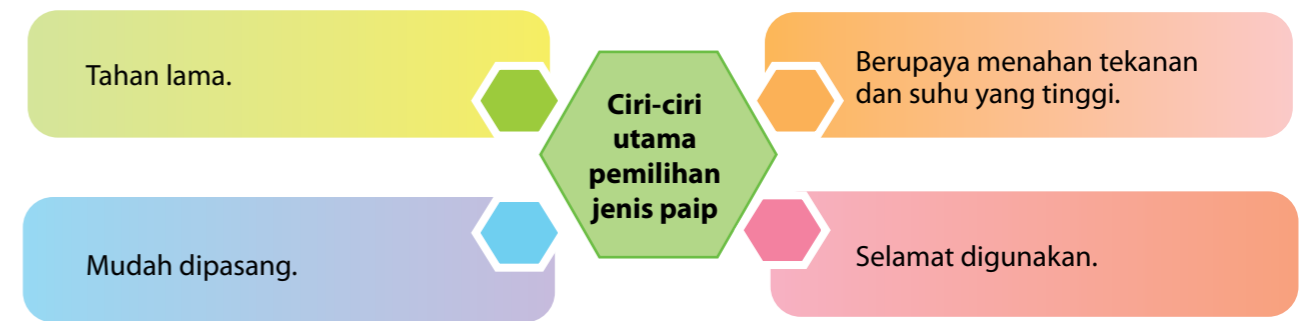 Tahan lama.
Ciri-ciri
utama
pemilihan
jenis paip
Berupaya menahan tekanan
dan suhu yang tinggi.
Mudah dipasang.
Selamat digunakan.